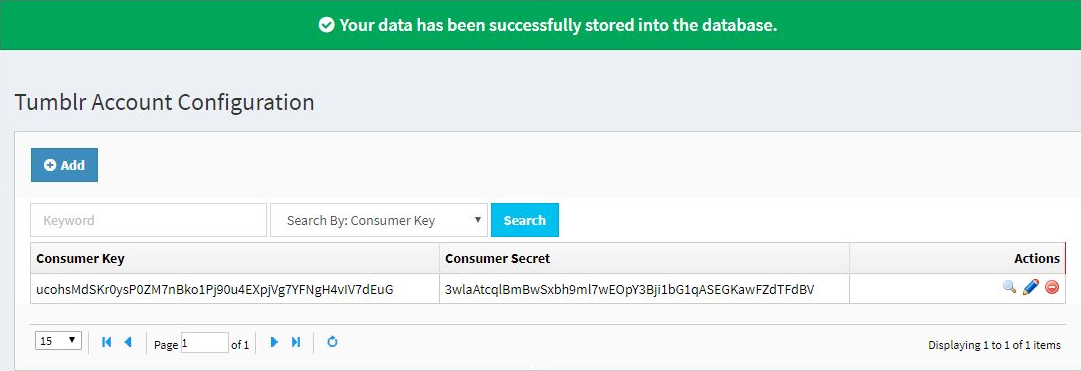 Your data has been successfully stored into the database.
Tumblr Account Configuration
Add
Keyword
Search By: Consumer Key
Search
Consumer Key
Consumer Secret
Actions
ucohsMdSKr0ysP0ZM7nBko1Pj90u4EXpjVg7YFNgH4vIV7dEuG
3wlaAtcqlBmBwSxbh9ml7wEOpY3Bji1bG1qASEGKawFZdTFdBV
15
Page 1 of 1
Displaying 1 to 1 of 1 items